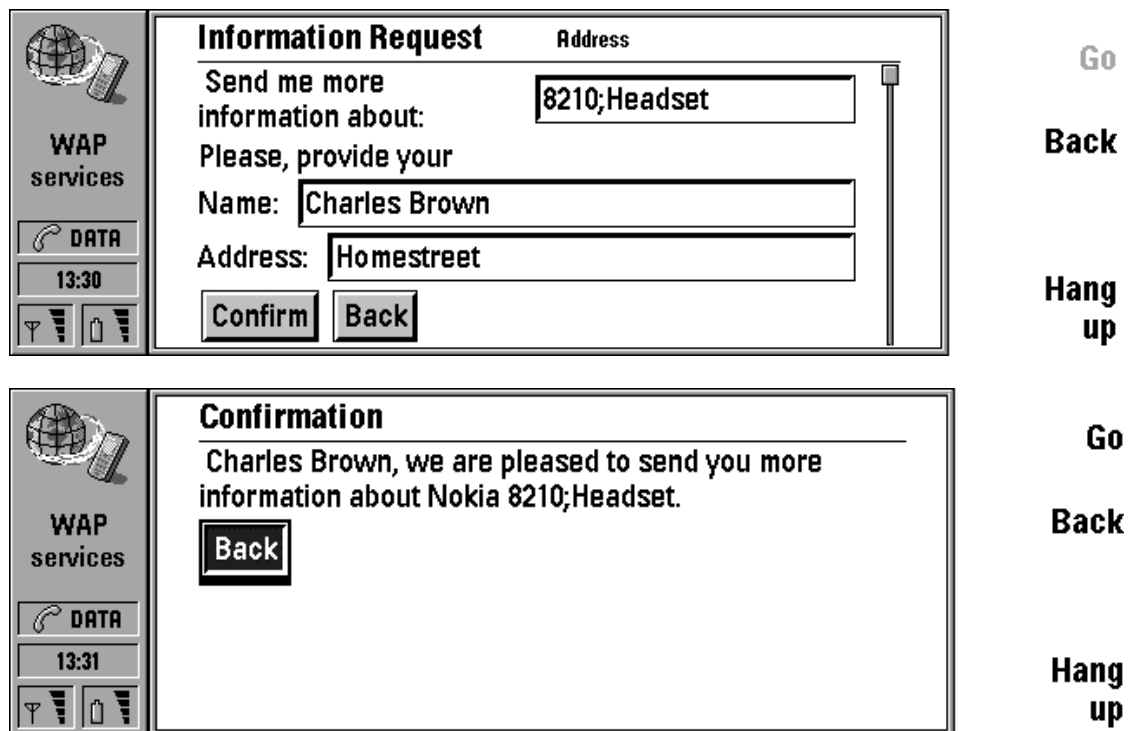 Information Request Address
Send me more
information about:
8210;Headset
Please, provide your
Name: Charles Brown
Address: Homestreet
Confirm Back
WAP
services
DATA
13:30
Go
Back
Hang
up
Confirmation
Charles Brown, we are pleased to send you more
information about Nokia 8210;Headset.
Back
WAP
services
DATA
13:31
Go
Back
Hang
up